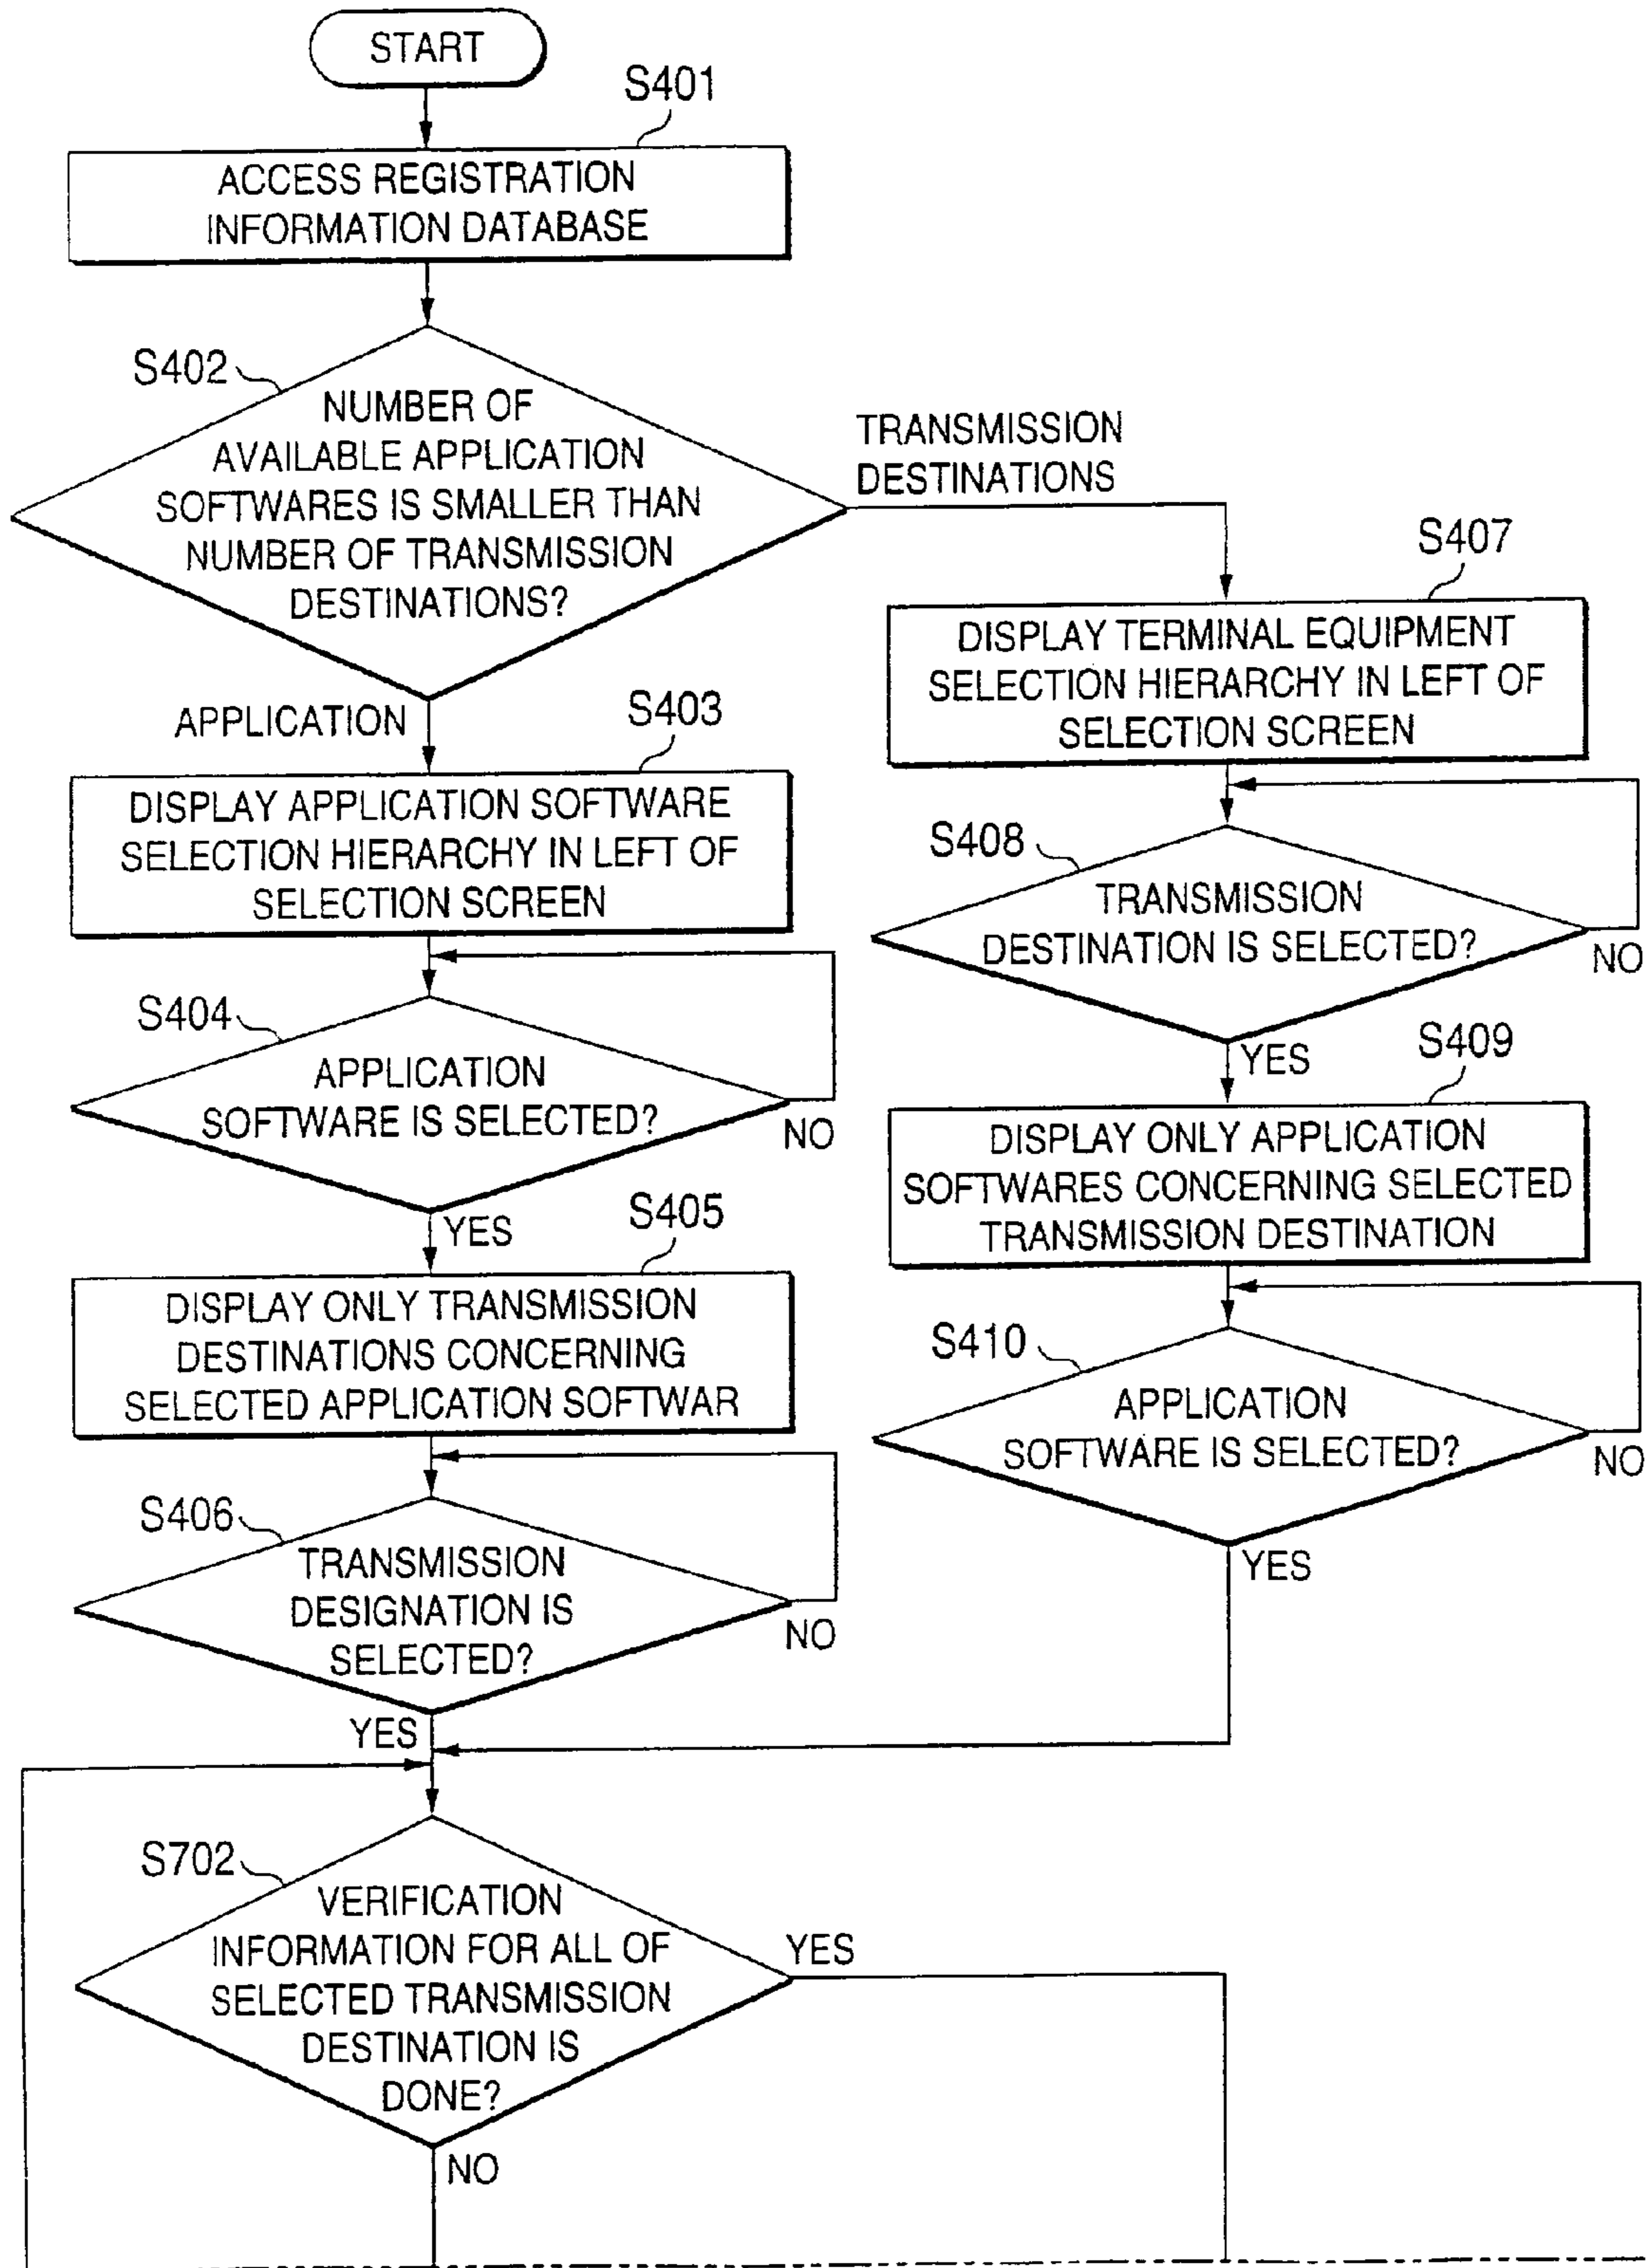 START
S401
ACCESS REGISTRATION
INFORMATION DATABASE
S402
NUMBER OF
AVAILABLE APPLICATION
SOFTWARES IS SMALLER THAN
NUMBER OF TRANSMISSION
DESTINATIONS?
TRANSMISSION
DESTINATIONS
APPLICATION
S403
DISPLAY APPLICATION SOFTWARE
SELECTION HIERARCHY IN LEFT OF
SELECTION SCREEN
S404
APPLICATION
SOFTWARE IS SELECTED?
NO
YES
S405
DISPLAY ONLY TRANSMISSION
DESTINATIONS CONCERNING
SELECTED APPLICATION SOFTWAR
S406
TRANSMISSION
DESIGNATION IS
SELECTED?
NO
YES
S407
DISPLAY TERMINAL EQUIPMENT
SELECTION HIERARCHY IN LEFT OF
SELECTION SCREEN
S408
TRANSMISSION
DESTINATION IS SELECTED?
NO
YES
S409
DISPLAY ONLY APPLICATION
SOFTWARES CONCERNING SELECTED
TRANSMISSION DESTINATION
S410
APPLICATION
SOFTWARE IS SELECTED?
NO
YES
S702
VERIFICATION
INFORMATION FOR ALL OF
SELECTED TRANSMISSION
DESTINATION IS
DONE?
YES
NO